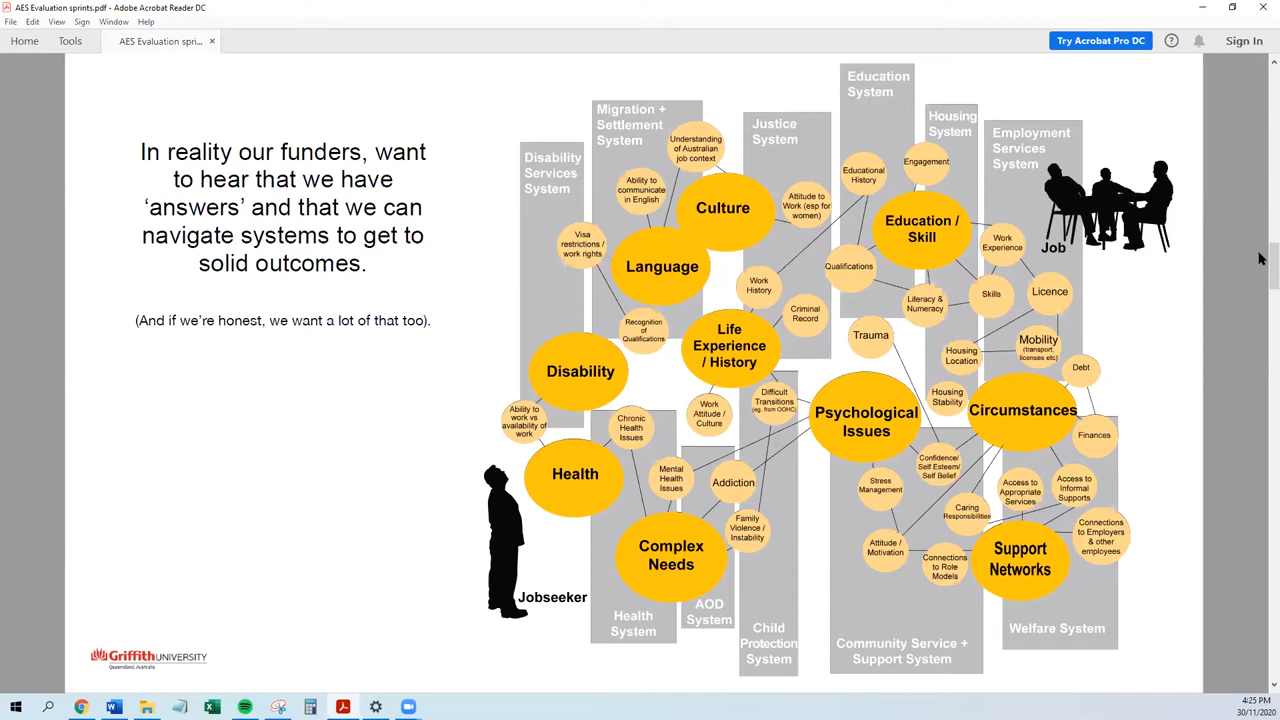 AES Evaluation sprints.pdf - Adobe Acrobat Reader DC
File Edit View Sign Window Help
Home Tools AES Evaluation spri... × Try Acrobat Pro DC Sign In
In reality our funders, want
to hear that we have
‘answers’ and that we can
navigate systems to get to
solid outcomes.
(And if we're honest, we want a lot of that too).
Disability
Services
System
Migration +
Settlement
System
Justice
System
Education
System
Housing
System
Employment
Services
System
Understanding
of Australian
job context
Ability to
communicate
in English
Culture
Attitude to
Work (esp for
women)
Visa
restrictions /
work rights
Language
Recognition
of
Qualifications
Educational
History
Engagement
Education /
Skill
Work
Experience
Job
Qualifications
Literacy &
Numeracy
Skills
Licence
Work
History
Criminal
Record
Life
Experience
/ History
Work
Attitude /
Culture
Difficult
Transitions
(eg. from OOHC)
Trauma
Housing
Location
Mobility
(transport,
licenses etc)
Debt
Housing
Stability
Disability
Ability to
work vs
availability of
work
Chronic
Health
Issues
Health
Mental
Health
Issues
Addiction
Family
Violence /
Instability
Complex
Needs
Psychological
Issues
Circumstances
Finances
Confidence/
Self Esteem/
Self Belief
Stress
Management
Access to
Appropriate
Services
Access to
Informal
Supports
Caring
Responsibilities
Attitude /
Motivation
Connections
to Role
Models
Support
Networks
Connections
to Employers
& other
employees
Jobseeker
Health
System
AOD
System
Child
Protection
System
Community Service +
Support System
Welfare System
Griffith UNIVERSITY
Queensland, Australia
4:25 PM
30/11/2020